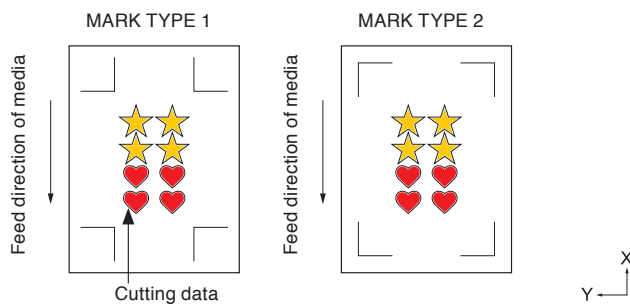 MARK TYPE 1
MARK TYPE 2
Feed direction of media
Feed direction of media
Cutting data
X
Y